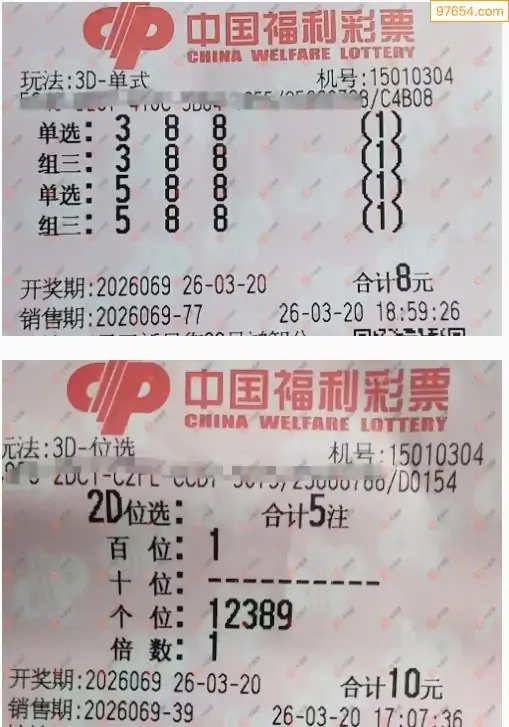 97654.com
中国福利彩票
CHINA WELFARE LOTTERY
玩法:3D-单式 机号:15010304
/C4B08
单选: 3 8 8 (1)
组三: 3 8 8 (1)
单选: 5 8 8 (1)
组三: 5 8 8 (1)
开奖期:2026069 26-03-20 合计8元
销售期:2026069-77 26-03-20 18:59:26
中国福利彩票
CHINA WELFARE LOTTERY
玩法:3D-位选 机号:15010304
/D0154
2D位选: 合计5注
百 位: 1
十 位: -----------
个 位: 12389
倍 数: 1
开奖期:2026069 26-03-20 合计10元
销售期:2026069-39 26-03-20 17:07:36